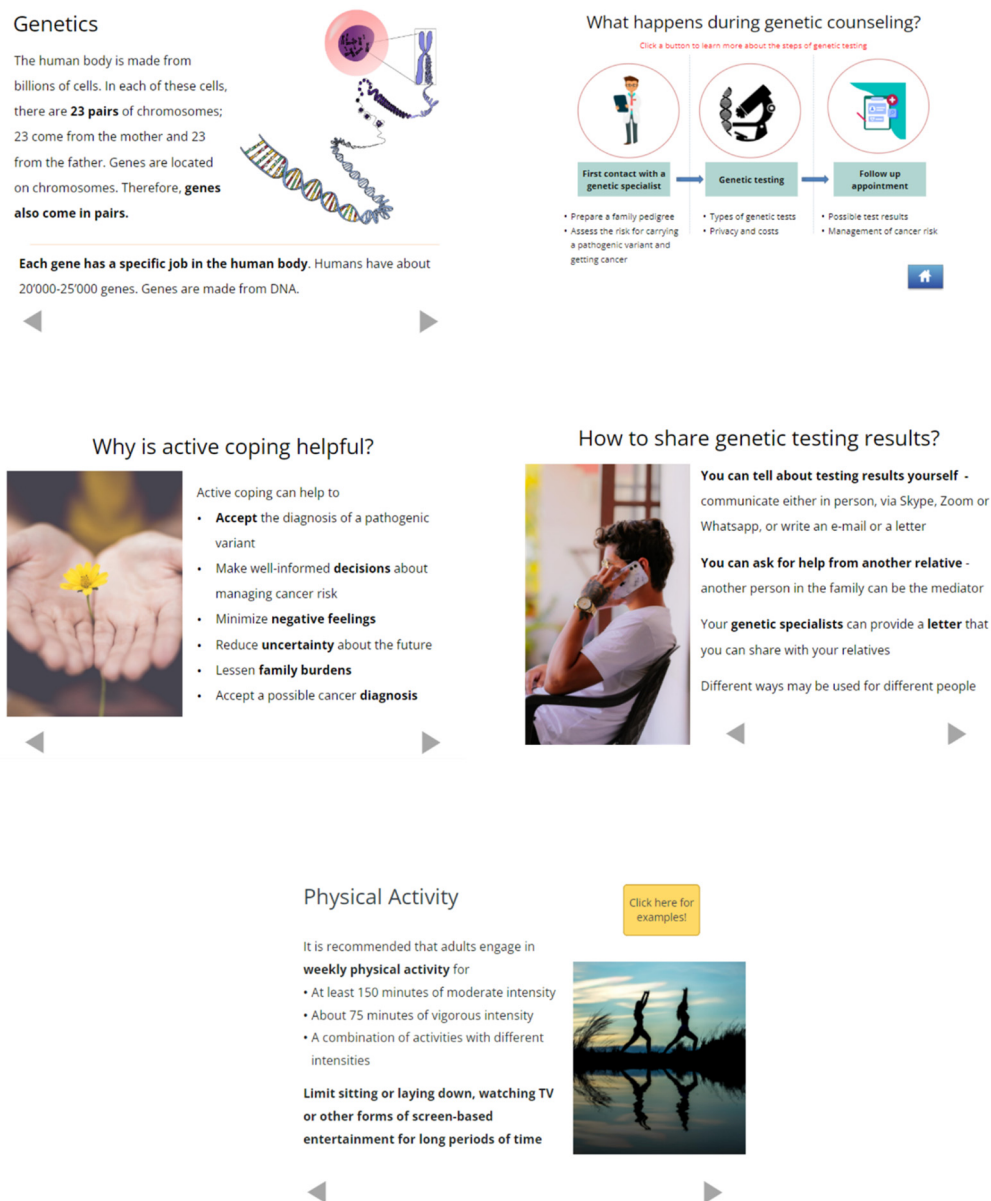 Genetics
The human body is made from
billions of cells. In each of these cells,
there are 23 pairs of chromosomes;
23 come from the mother and 23
from the father. Genes are located
on chromosomes. Therefore, genes
also come in pairs.
Each gene has a specific job in the human body. Humans have about
20'000-25'000 genes. Genes are made from DNA.
What happens during genetic counseling?
Click a button to learn more about the steps of genetic testing
First contact with a
genetic specialist
Genetic testing
Follow up
appointment
• Prepare a family pedigree
• Assess the risk for carrying
a pathogenic variant and
getting cancer
• Types of genetic tests
• Privacy and costs
• Possible test results
• Management of cancer risk
Why is active coping helpful?
Active coping can help to
• Accept the diagnosis of a pathogenic
variant
• Make well-informed decisions about
managing cancer risk
• Minimize negative feelings
• Reduce uncertainty about the future
• Lessen family burdens
• Accept a possible cancer diagnosis
How to share genetic testing results?
You can tell about testing results yourself -
communicate either in person, via Skype, Zoom or
Whatsapp, or write an e-mail or a letter
You can ask for help from another relative -
another person in the family can be the mediator
Your genetic specialists can provide a letter that
you can share with your relatives
Different ways may be used for different people
Physical Activity
Click here for
examples!
It is recommended that adults engage in
weekly physical activity for
• At least 150 minutes of moderate intensity
• About 75 minutes of vigorous intensity
• A combination of activities with different
intensities
Limit sitting or laying down, watching TV
or other forms of screen-based
entertainment for long periods of time